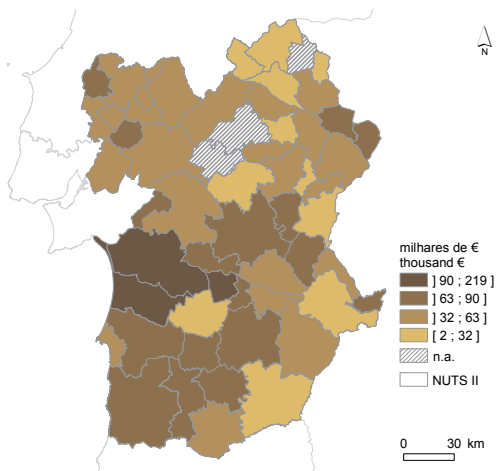 N
milhares de €
thousand €
] 90 ; 219 ]
] 63 ; 90 ]
] 32 ; 63 ]
[ 2 ; 32 ]
n.a.
NUTS II
0 30 km